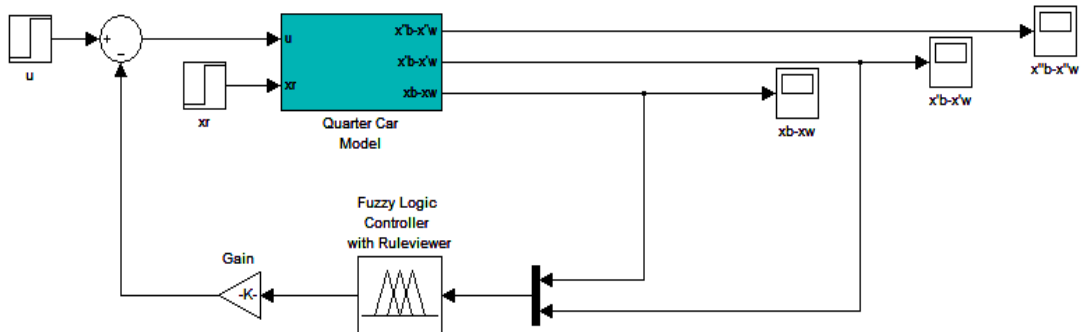 u
+
−
u
xr
x''b-x''w
x'b-x'w
xb-xw
Quarter Car
Model
xr
xb-xw
x'b-x'w
x''b-x''w
Fuzzy Logic
Controller
with Ruleviewer
Gain
-K-